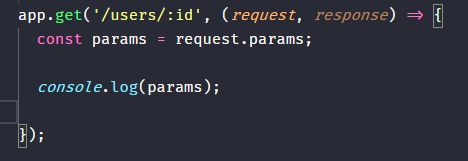 app.get('/users/:id', (request, response) => {
const params = request.params;
console.log(params);
});